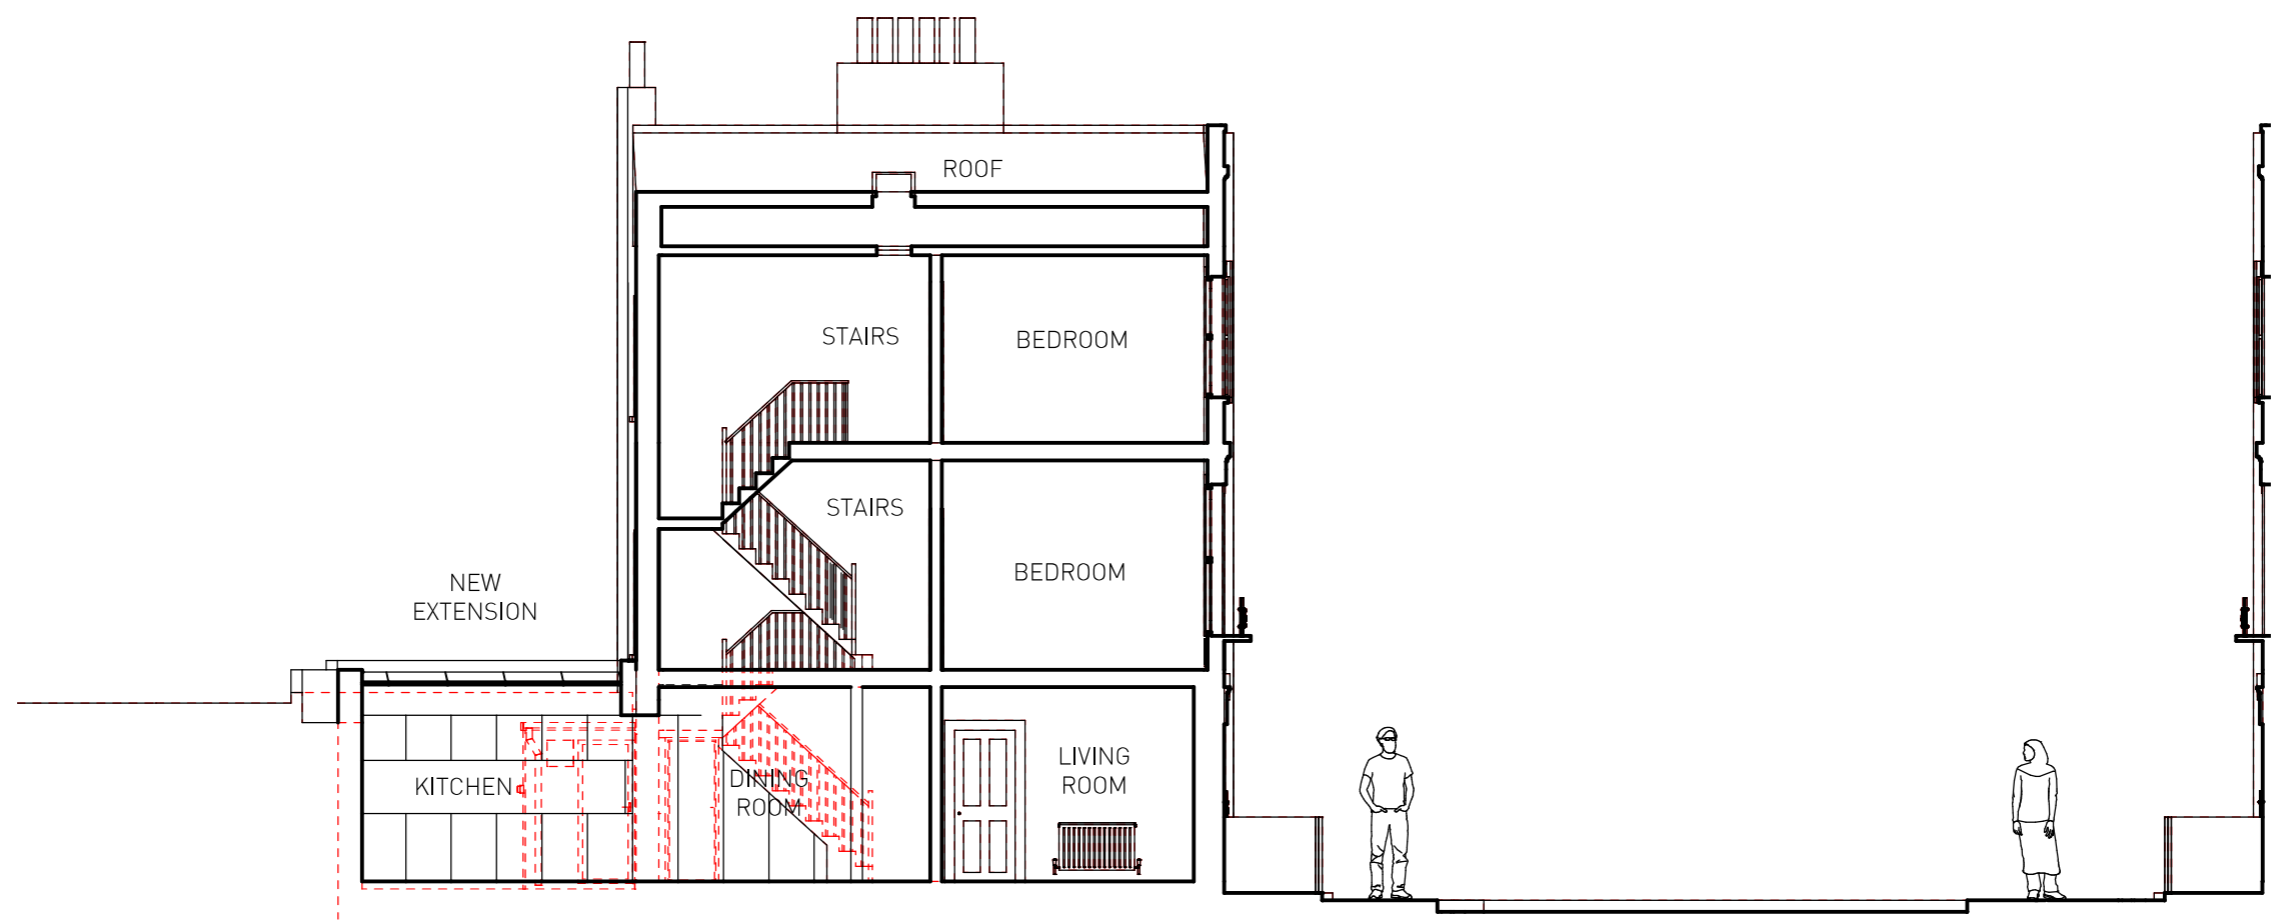 ROOF
STAIRS
BEDROOM
STAIRS
BEDROOM
NEW
EXTENSION
KITCHEN
DINING
ROOM
LIVING
ROOM